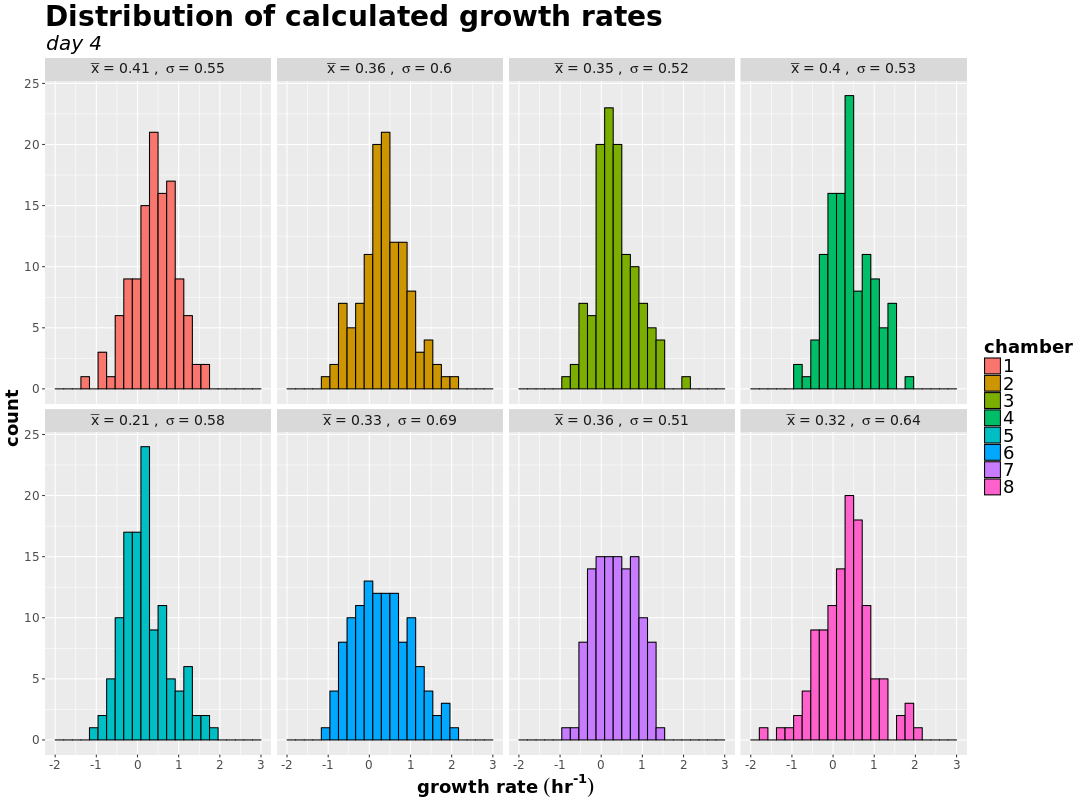 Distribution of calculated growth rates
day 4
x̅ = 0.41 , σ = 0.55
x̅ = 0.36 , σ = 0.6
x̅ = 0.35 , σ = 0.52
x̅ = 0.4 , σ = 0.53
25
20
15
10
5
0
x̅ = 0.21 , σ = 0.58
x̅ = 0.33 , σ = 0.69
x̅ = 0.36 , σ = 0.51
x̅ = 0.32 , σ = 0.64
25
20
15
10
5
0
-2 -1 0 1 2 3
-2 -1 0 1 2 3
-2 -1 0 1 2 3
-2 -1 0 1 2 3
count
growth rate (hr⁻¹)
chamber
1
2
3
4
5
6
7
8